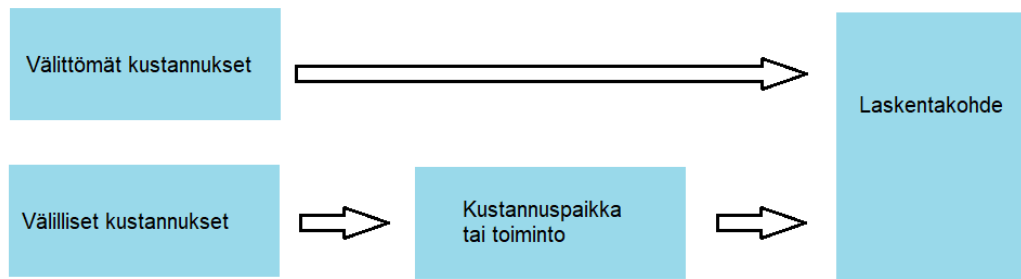 Välittömät kustannukset
Laskentakohde
Välilliset kustannukset
Kustannuspaikka
tai toiminto